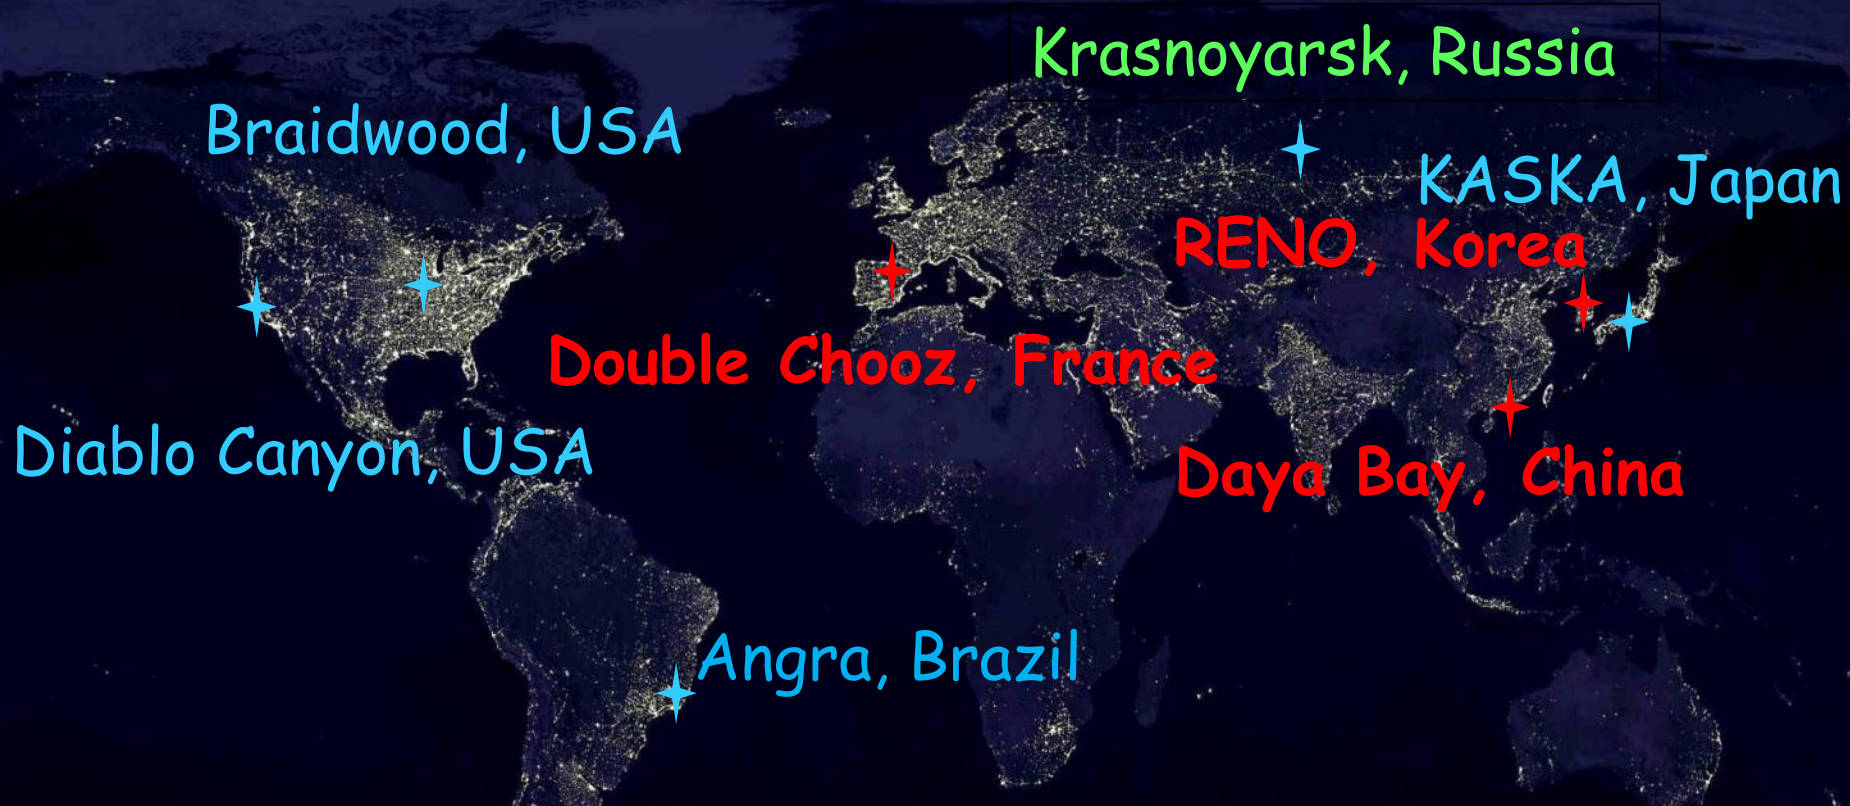 Krasnoyarsk, Russia
Braidwood, USA
KASKA, Japan
RENO, Korea
Double Chooz, France
Diablo Canyon, USA
Daya Bay, China
Angra, Brazil